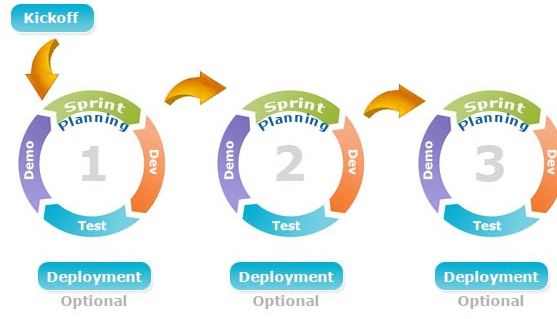 Kickoff
Sprint
Planning
Demo
1
Dev
Test
Sprint
Planning
Demo
2
Dev
Test
Sprint
Planning
Demo
3
Dev
Test
Deployment
Optional
Deployment
Optional
Deployment
Optional